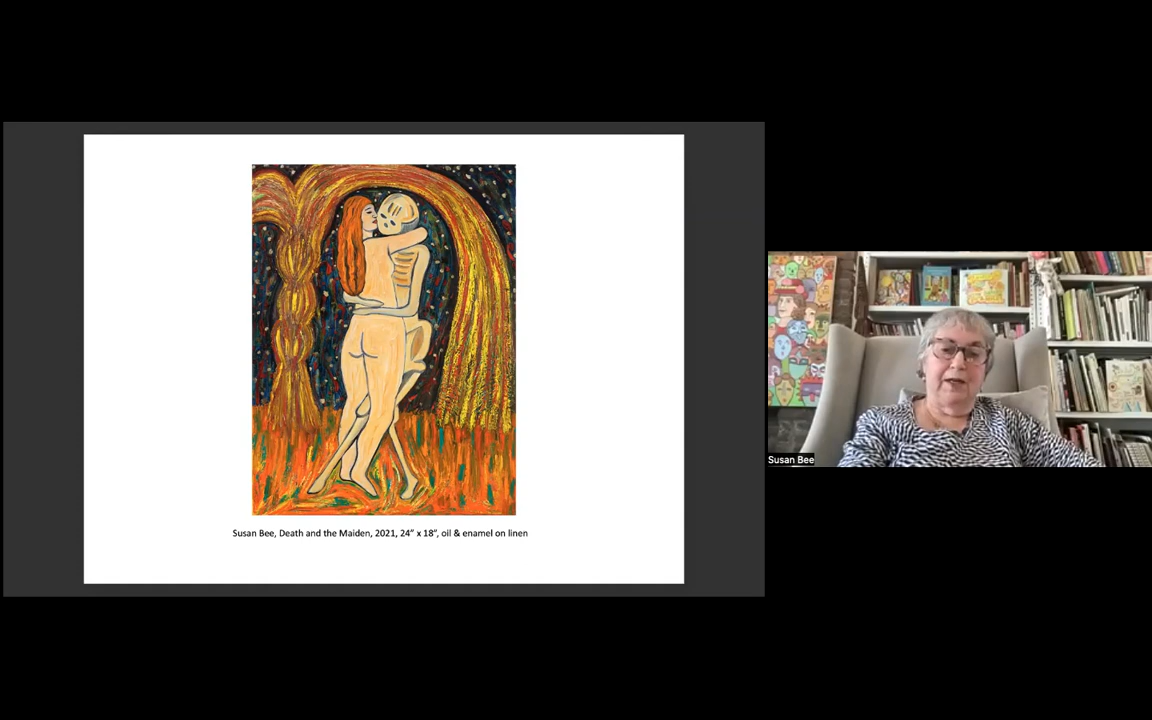 Susan Bee, Death and the Maiden, 2021, 24” x 18”, oil & enamel on linen
Susan Bee